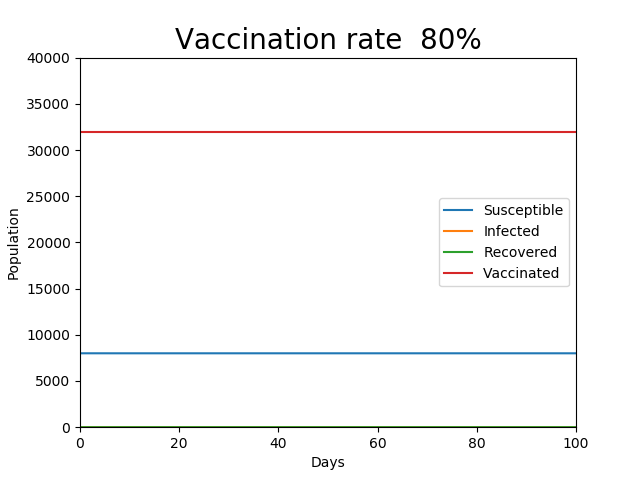 Vaccination rate  80%
40000
35000
30000
25000
20000
15000
10000
5000
0
Population
Susceptible
Infected
Recovered
Vaccinated
0 20 40 60 80 100
Days